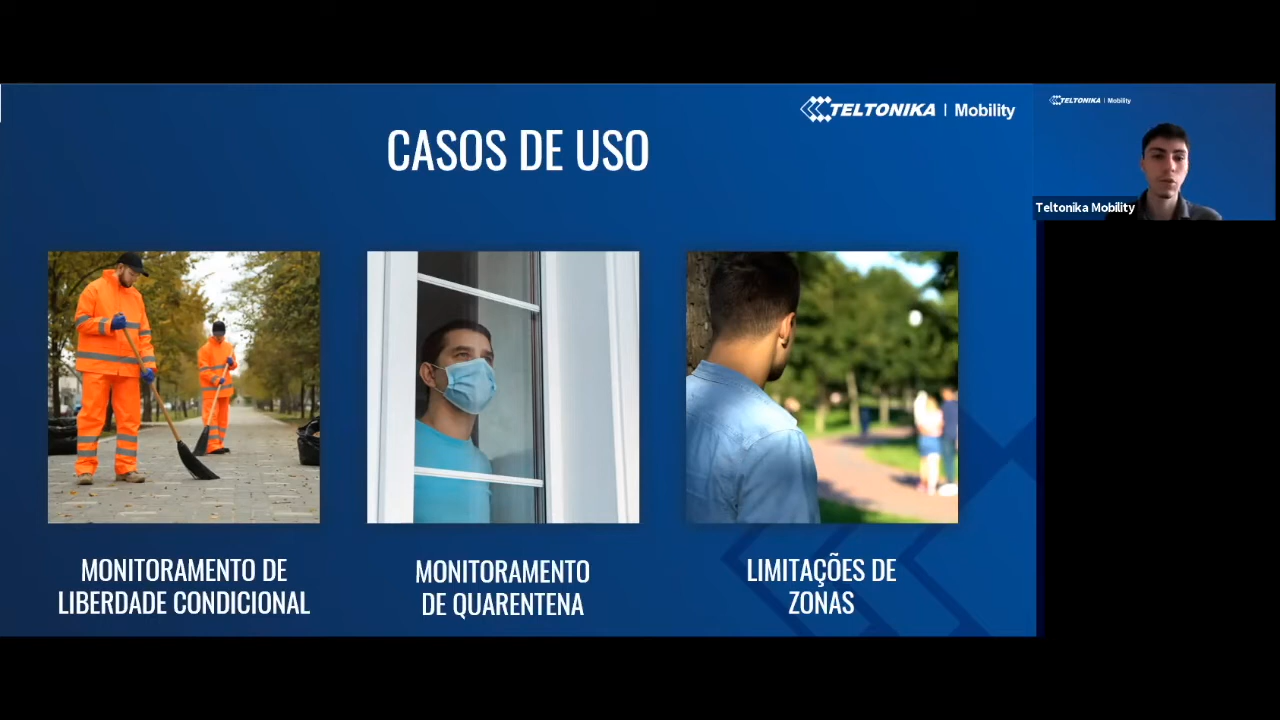 TELTONIKA | Mobility
CASOS DE USO
TELTONIKA | Mobility
Teltonika Mobility
MONITORAMENTO DE
LIBERDADE CONDICIONAL
MONITORAMENTO
DE QUARENTENA
LIMITAÇÕES DE
ZONAS